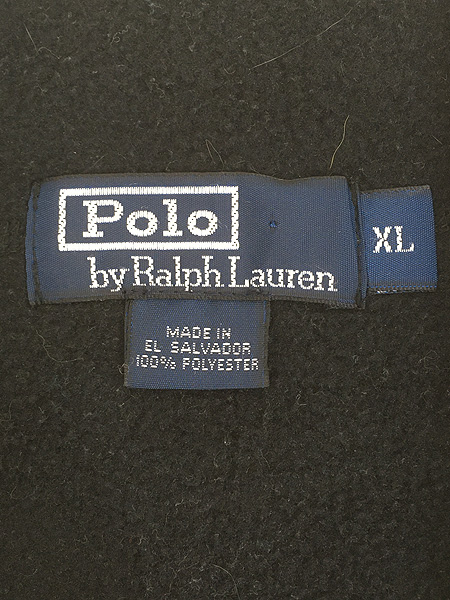 Polo
by Ralph Lauren
XL
MADE IN
EL SALVADOR
100% POLYESTER